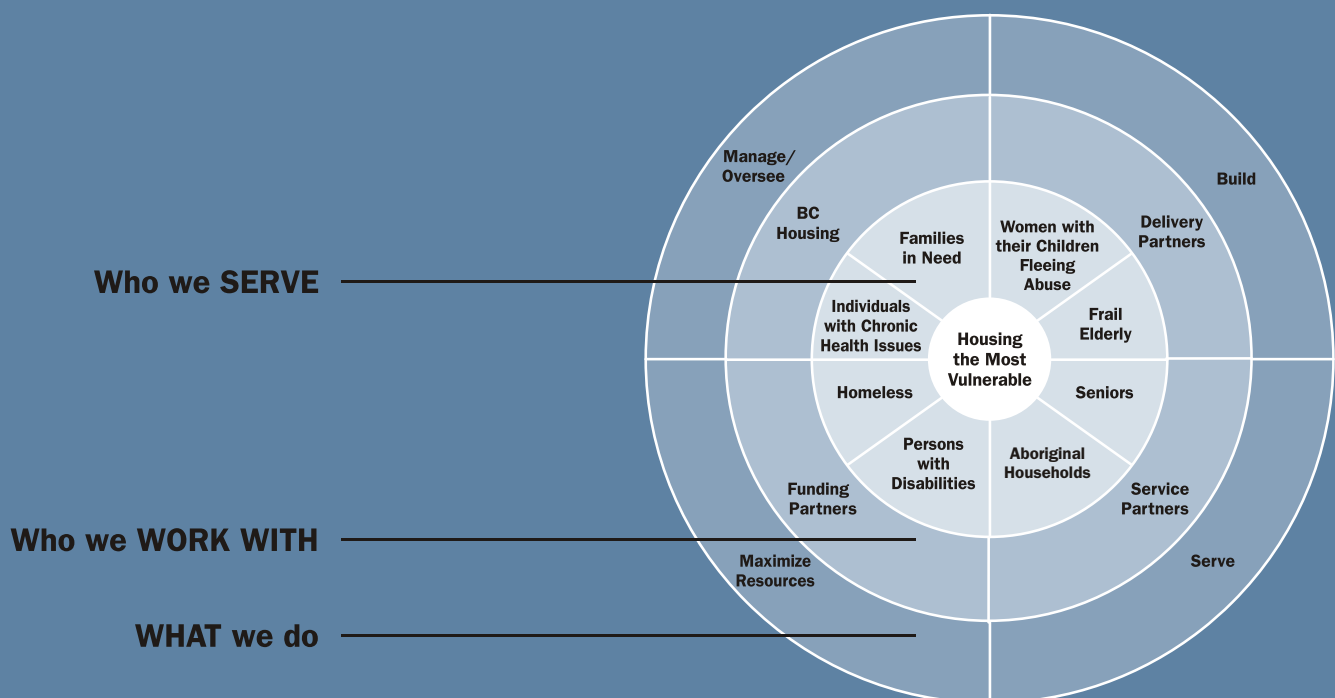 Who we SERVE
Who we WORK WITH
WHAT we do
Manage/
Oversee
Build
BC
Housing
Delivery
Partners
Families
in Need
Women with
their Children
Fleeing
Abuse
Individuals
with Chronic
Health Issues
Frail
Elderly
Housing
the Most
Vulnerable
Homeless
Seniors
Persons
with
Disabilities
Aboriginal
Households
Funding
Partners
Service
Partners
Maximize
Resources
Serve